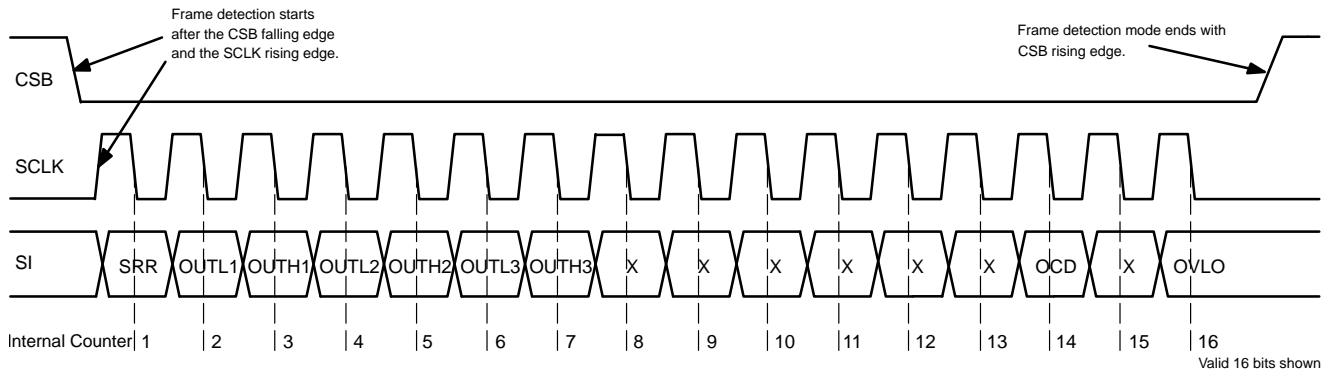 Frame detection starts
after the CSB falling edge
and the SCLK rising edge.
Frame detection mode ends with
CSB rising edge.
CSB
SCLK
SI
SRR OUTL1 OUTH1 OUTL2 OUTH2 OUTL3 OUTH3 X X X X X X OCD X OVLO
Internal Counter 1 2 3 4 5 6 7 8 9 10 11 12 13 14 15 16
Valid 16 bits shown